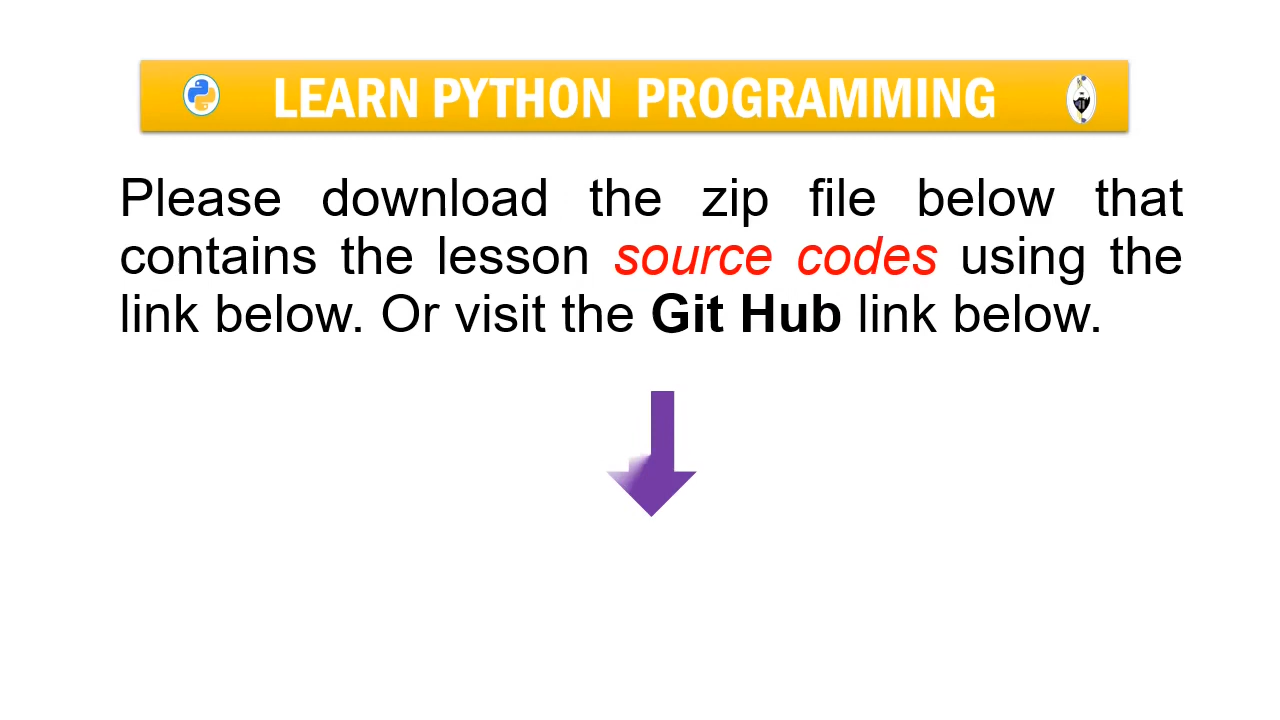 LEARN PYTHON PROGRAMMING
Please download the zip file below that
contains the lesson source codes using the
link below. Or visit the Git Hub link below.